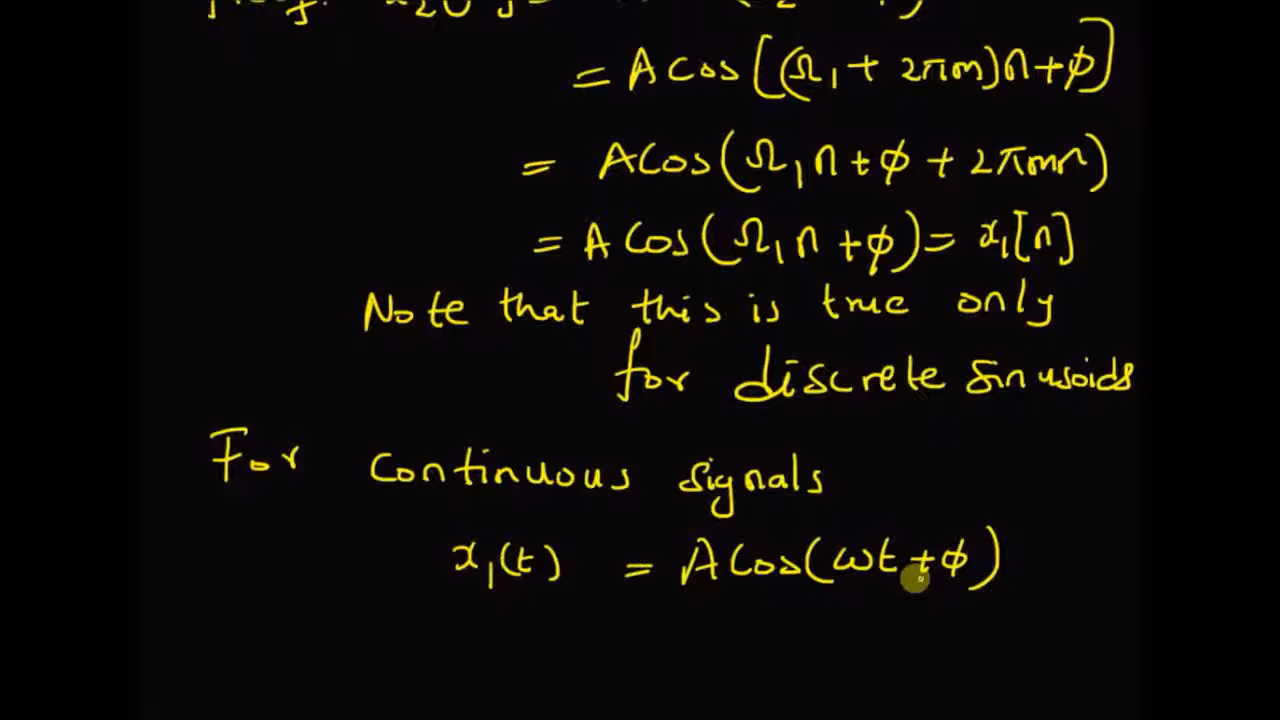 = A Cos[(Ω₁ + 2πm)n + φ]
= A Cos(Ω₁n + φ + 2πmn)
= A Cos(Ω₁n + φ) = x₁[n]
Note that this is true only
for discrete sinusoids
For continuous signals
x₁(t) = A Cos(ωt + φ)